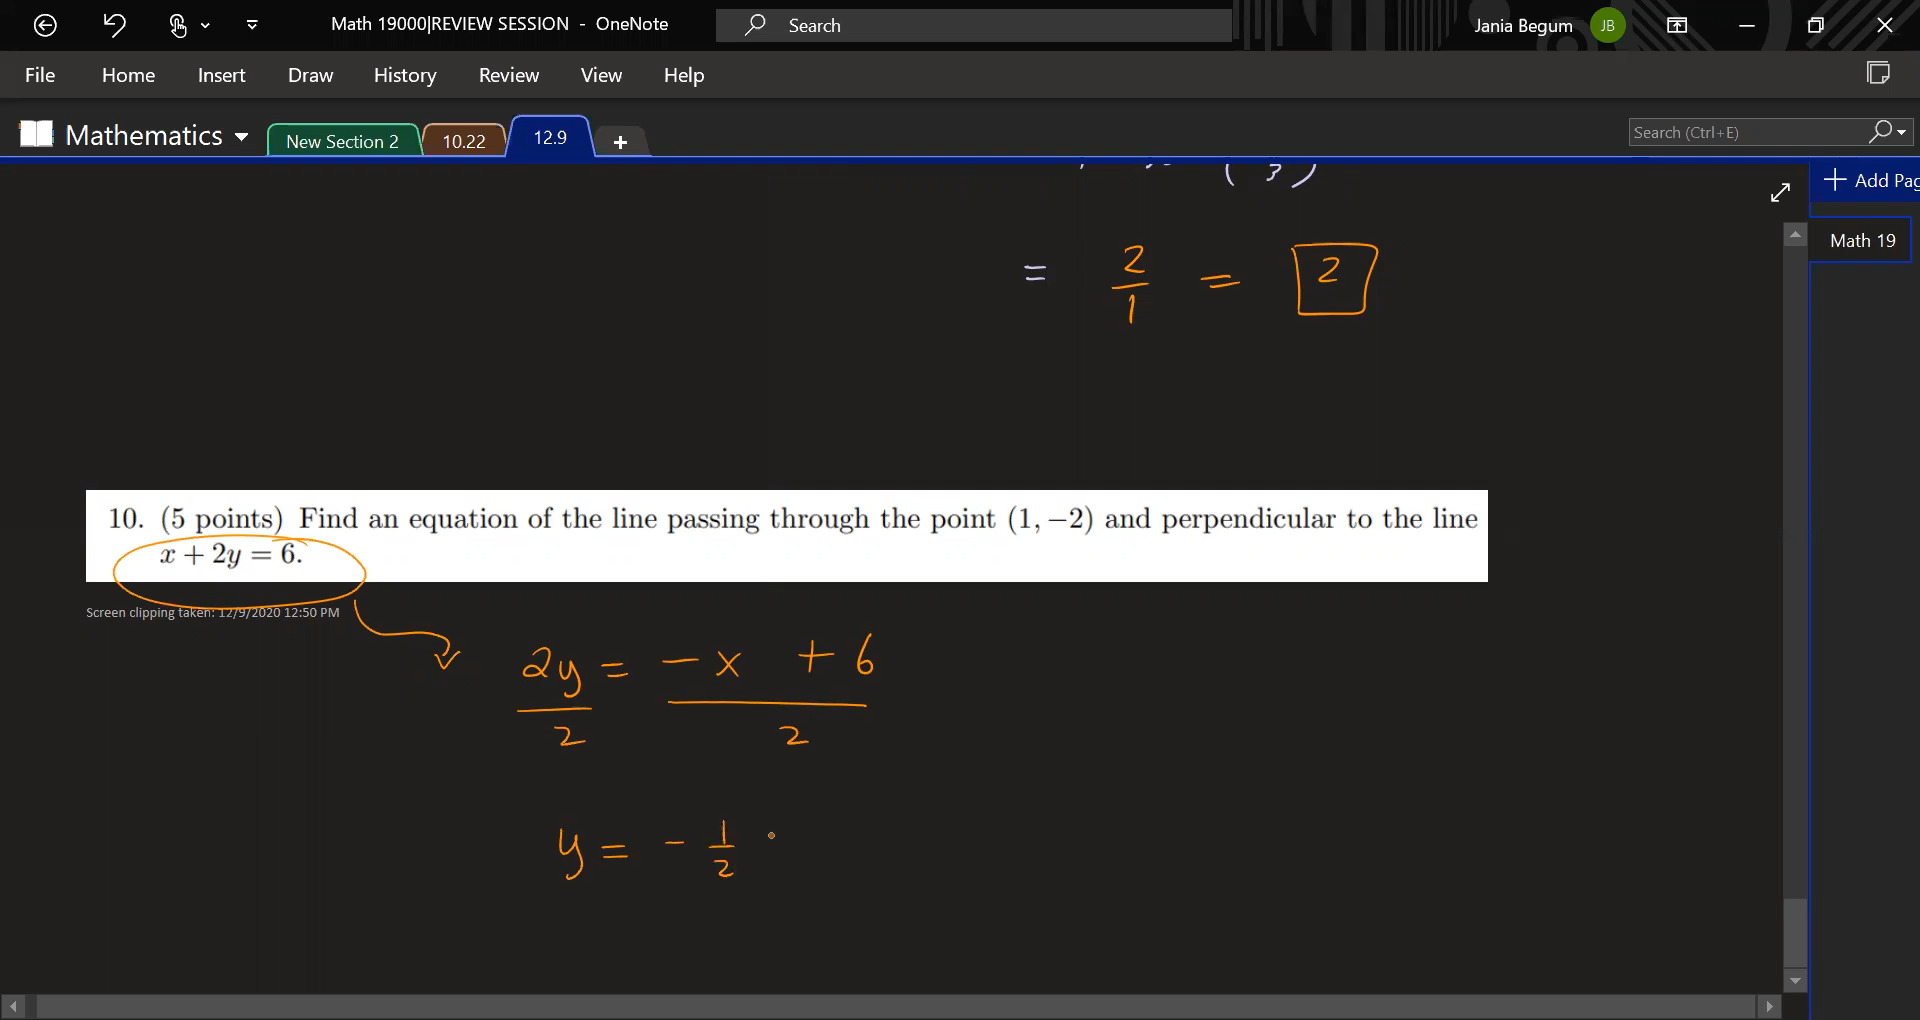 Math 19000|REVIEW SESSION - OneNote
Search
Jania Begum
JB
File Home Insert Draw History Review View Help
Mathematics
New Section 2
10.22
12.9
+
Search (Ctrl+E)
Add Pag
Math 19
( 3 )
= 2/1 = 2
10. (5 points) Find an equation of the line passing through the point (1, −2) and perpendicular to the line
x + 2y = 6.
Screen clipping taken: 12/9/2020 12:50 PM
2y = - x + 6
2 2
y = - 1/2